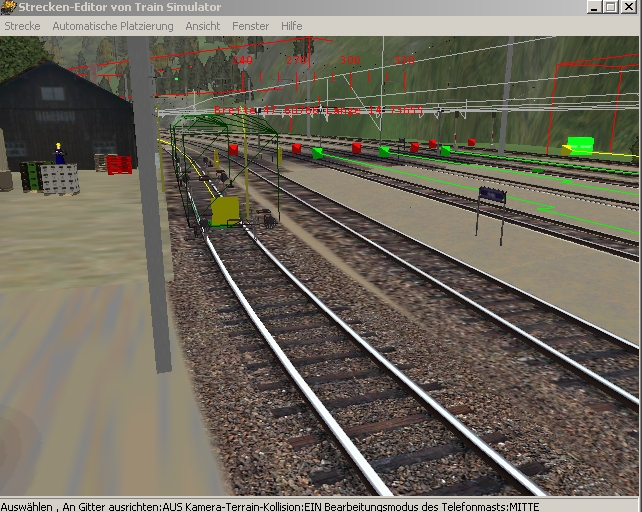 Strecken-Editor von Train Simulator
Strecke Automatische Platzierung Ansicht Fenster Hilfe
Auswählen , An Gitter ausrichten:AUS Kamera-Terrain-Kollision:EIN Bearbeitungsmodus des Telefonmasts:MITTE